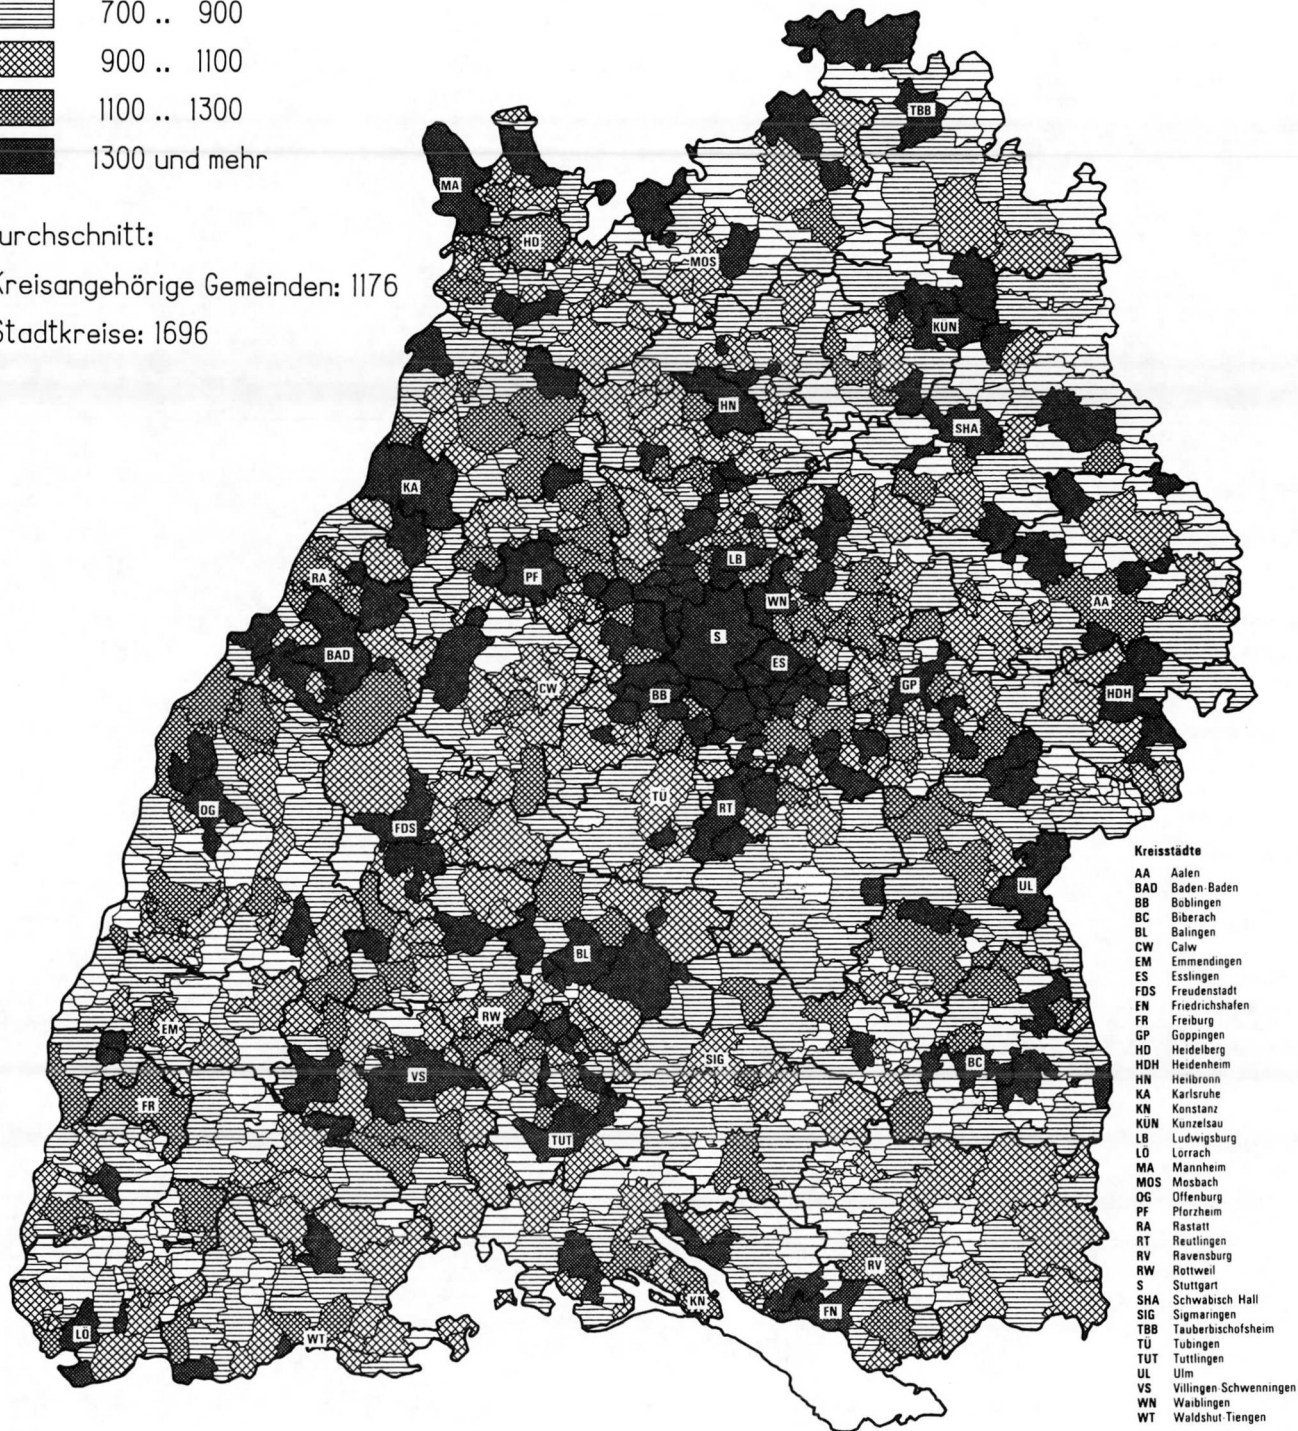 700 .. 900
900 .. 1100
1100 .. 1300
1300 und mehr
urchschnitt:
Kreisangehörige Gemeinden: 1176
Stadtkreise: 1696
TBB
MA
HD
MOS
KÜN
HN
SHA
KA
LB
RA
PF
WN
AA
S
BAD
ES
CW
BB
GP
HDH
TÜ
OG
RT
FDS
UL
BL
RW
EM
SIG
BC
VS
FR
TUT
RV
KN
FN
LÖ
WT
Kreisstädte
AA Aalen
BAD Baden-Baden
BB Boblingen
BC Biberach
BL Balingen
CW Calw
EM Emmendingen
ES Esslingen
FDS Freudenstadt
FN Friedrichshafen
FR Freiburg
GP Goppingen
HD Heidelberg
HDH Heidenheim
HN Heilbronn
KA Karlsruhe
KN Konstanz
KÜN Kunzelsau
LB Ludwigsburg
LÖ Lorrach
MA Mannheim
MOS Mosbach
OG Offenburg
PF Pforzheim
RA Rastatt
RT Reutlingen
RV Ravensburg
RW Rottweil
S Stuttgart
SHA Schwabisch Hall
SIG Sigmaringen
TBB Tauberbischofsheim
TÜ Tubingen
TUT Tuttlingen
UL Ulm
VS Villingen-Schwenningen
WN Waiblingen
WT Waldshut-Tiengen